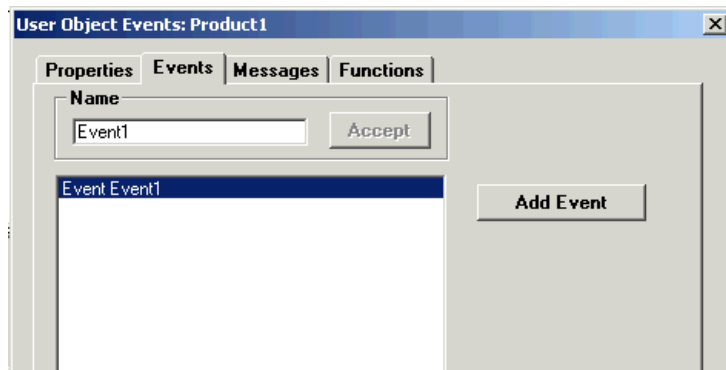 User Object Events: Product1
Properties Events Messages Functions
Name
Event1 Accept
Event Event1
Add Event